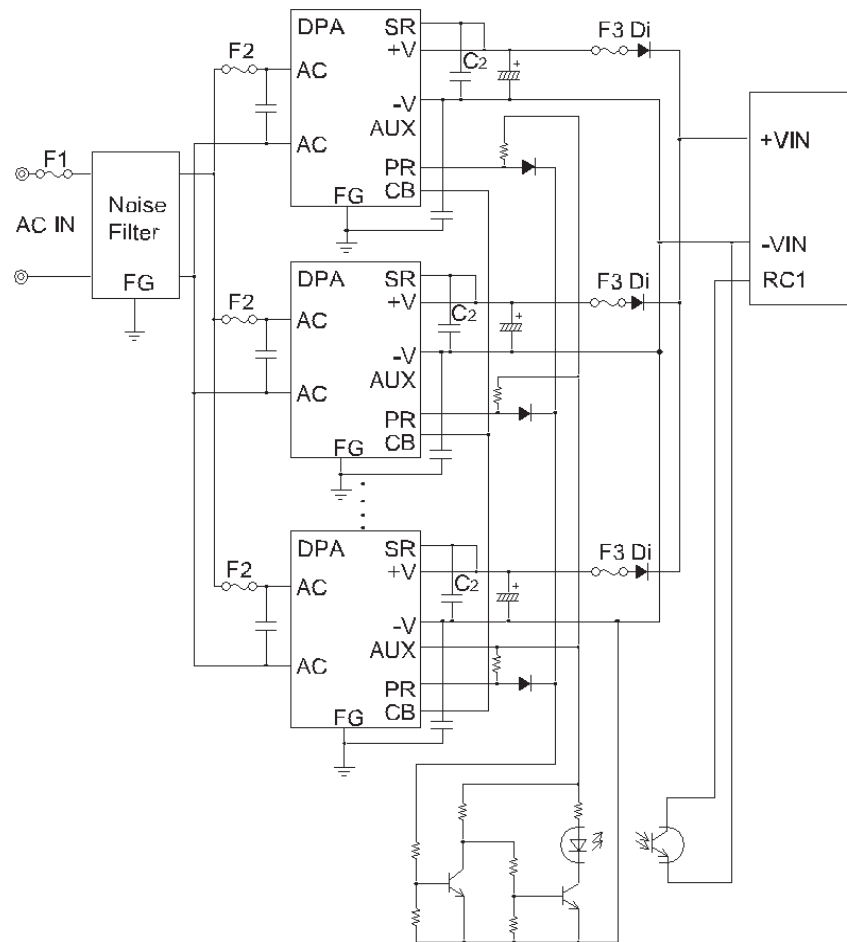 DPA SR F3 Di
F2 +V
AC C2
-V
AUX +VIN
F1 AC
PR
CB
Noise
Filter
AC IN FG -VIN
FG DPA SR F3 Di RC1
F2 +V
AC C2
-V
AUX
AC
PR
CB
FG
DPA SR F3 Di
F2 +V
AC C2
-V
AC AUX
PR
FG CB
+
+
+